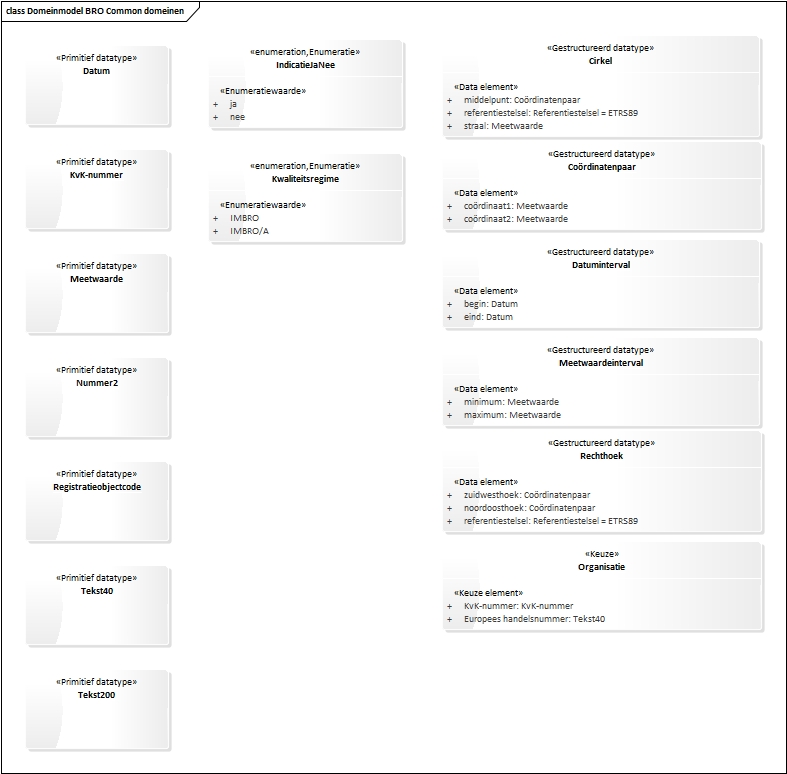 class Domeinmodel BRO Common domeinen
«Primitief datatype»
Datum
«Primitief datatype»
KvK-nummer
«Primitief datatype»
Meetwaarde
«Primitief datatype»
Nummer2
«Primitief datatype»
Registratieobjectcode
«Primitief datatype»
Tekst40
«Primitief datatype»
Tekst200
«enumeration,Enumeratie»
IndicatieJaNee
«Enumeratiewaarde»
+ ja
+ nee
«enumeration,Enumeratie»
Kwaliteitsregime
«Enumeratiewaarde»
+ IMBRO
+ IMBRO/A
«Gestructureerd datatype»
Cirkel
«Data element»
+ middelpunt: Coördinatenpaar
+ referentiestelsel: Referentiestelsel = ETRS89
+ straal: Meetwaarde
«Gestructureerd datatype»
Coördinatenpaar
«Data element»
+ coördinaat1: Meetwaarde
+ coördinaat2: Meetwaarde
«Gestructureerd datatype»
Datuminterval
«Data element»
+ begin: Datum
+ eind: Datum
«Gestructureerd datatype»
Meetwaardeinterval
«Data element»
+ minimum: Meetwaarde
+ maximum: Meetwaarde
«Gestructureerd datatype»
Rechthoek
«Data element»
+ zuidwesthoek: Coördinatenpaar
+ noordoosthoek: Coördinatenpaar
+ referentiestelsel: Referentiestelsel = ETRS89
«Keuze»
Organisatie
«Keuze element»
+ KvK-nummer: KvK-nummer
+ Europees handelsnummer: Tekst40